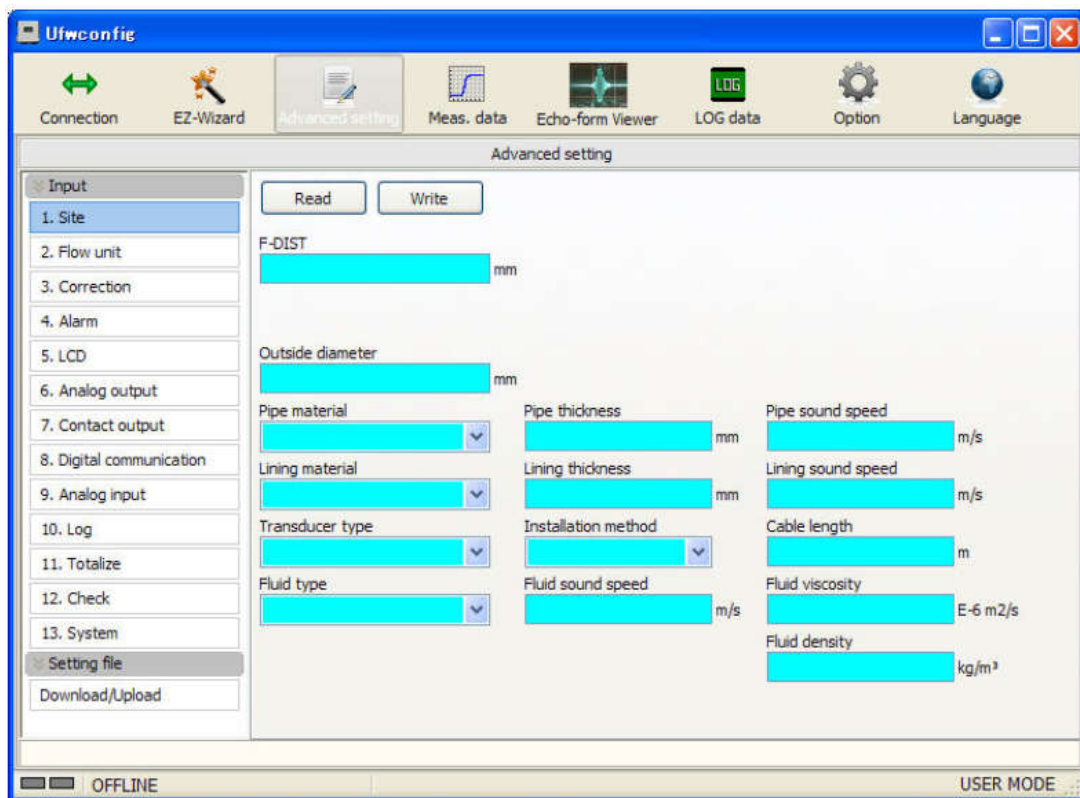 Ufwconfig
Connection EZ-Wizard Advanced setting Meas. data Echo-form Viewer LOG LOG data Option Language
Advanced setting
Input
1. Site
2. Flow unit
3. Correction
4. Alarm
5. LCD
6. Analog output
7. Contact output
8. Digital communication
9. Analog input
10. Log
11. Totalize
12. Check
13. System
Setting file
Download/Upload
Read Write
F-DIST
mm
Outside diameter
mm
Pipe material Pipe thickness Pipe sound speed
mm m/s
Lining material Lining thickness Lining sound speed
mm m/s
Transducer type Installation method Cable length
m
Fluid type Fluid sound speed Fluid viscosity
m/s E-6 m2/s
Fluid density
kg/m³
OFFLINE USER MODE